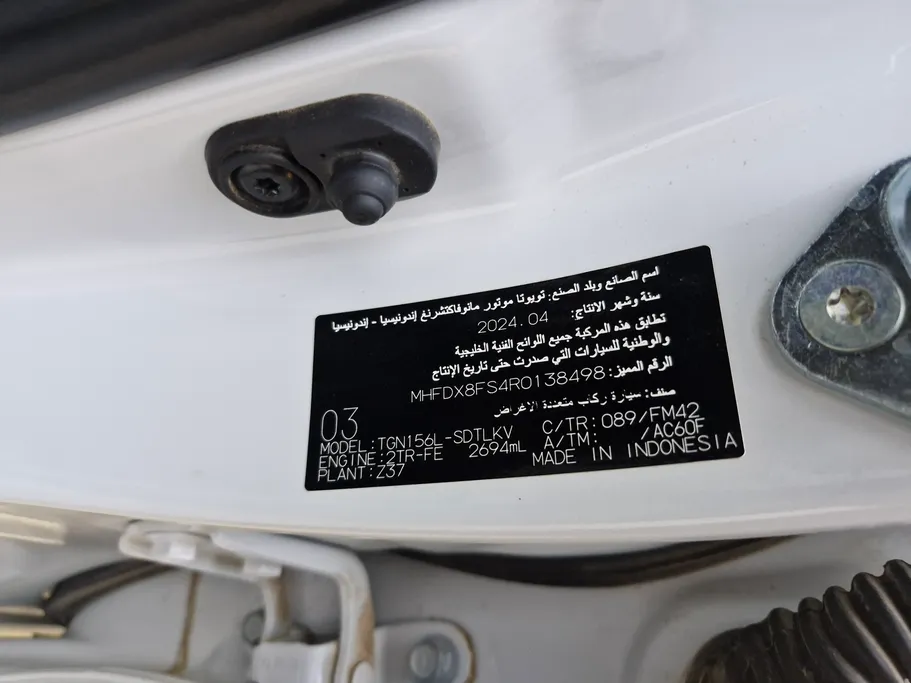 اسم الصانع وبلد الصنع: تويوتا موتور مانوفاكتشرنغ إندونيسيا - إندونيسيا
سنة وشهر الانتاج: 2024.04
تطابق هذه المركبة جميع اللوائح الفنية الخليجية
والوطنية للسيارات التي صدرت حتى تاريخ الإنتاج
الرقم المميز: MHFDX8FS4R0138498
صنف: سيارة ركاب متعددة الاغراض
03
MODEL:TGN156L-SDTLKV C/TR:089/FM42
ENGINE:2TR-FE 2694mL A/TM: /AC60F
PLANT:Z37 MADE IN INDONESIA